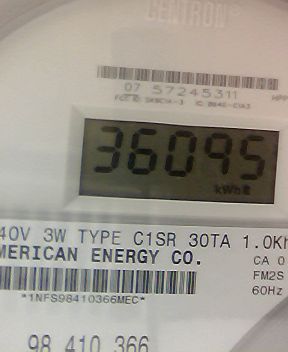 CENTRON®
07 57245311
36095
kWh
40V 3W TYPE C1SR 30TA 1.0Kh
MERICAN ENERGY CO.
CA 0
FM2S
60Hz
*1NFS98410366MEC*
98 410 366